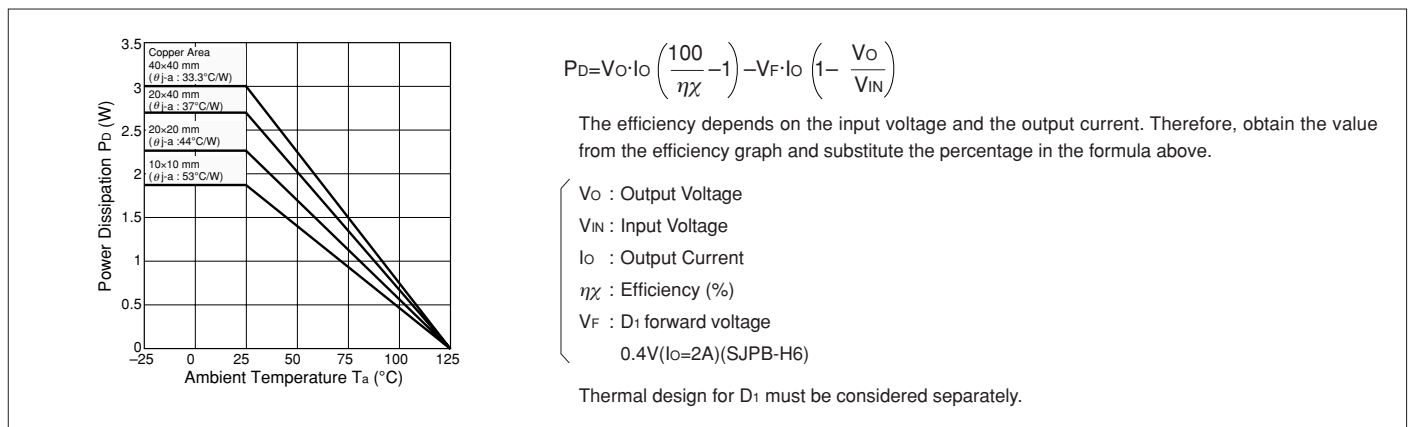 3.5
3
2.5
2
1.5
1
0.5
0
Power Dissipation PD (W)
Copper Area
40×40 mm
(θj-a : 33.3°C/W)
20×40 mm
(θj-a : 37°C/W)
20×20 mm
(θj-a :44°C/W)
10×10 mm
(θj-a : 53°C/W)
–25 0 25 50 75 100 125
Ambient Temperature Ta (°C)
PD=VO·IO (100/ηχ –1) –VF·IO (1– VO/VIN)
The efficiency depends on the input voltage and the output current. Therefore, obtain the value
from the efficiency graph and substitute the percentage in the formula above.
VO : Output Voltage
VIN : Input Voltage
IO : Output Current
ηχ : Efficiency (%)
VF : D1 forward voltage
0.4V(IO=2A)(SJPB-H6)
Thermal design for D1 must be considered separately.